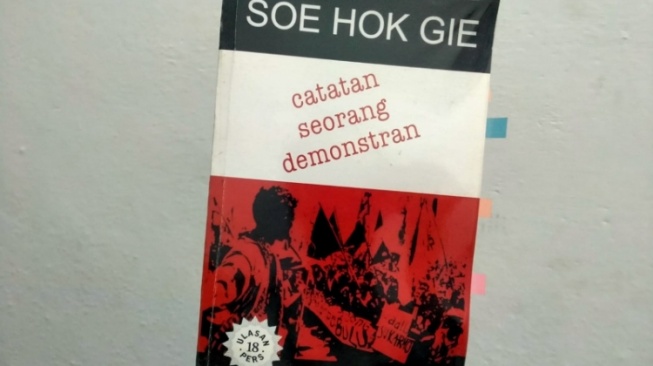 SOE HOK GIE
catatan
seorang
demonstran
ULASAN
18
PERS